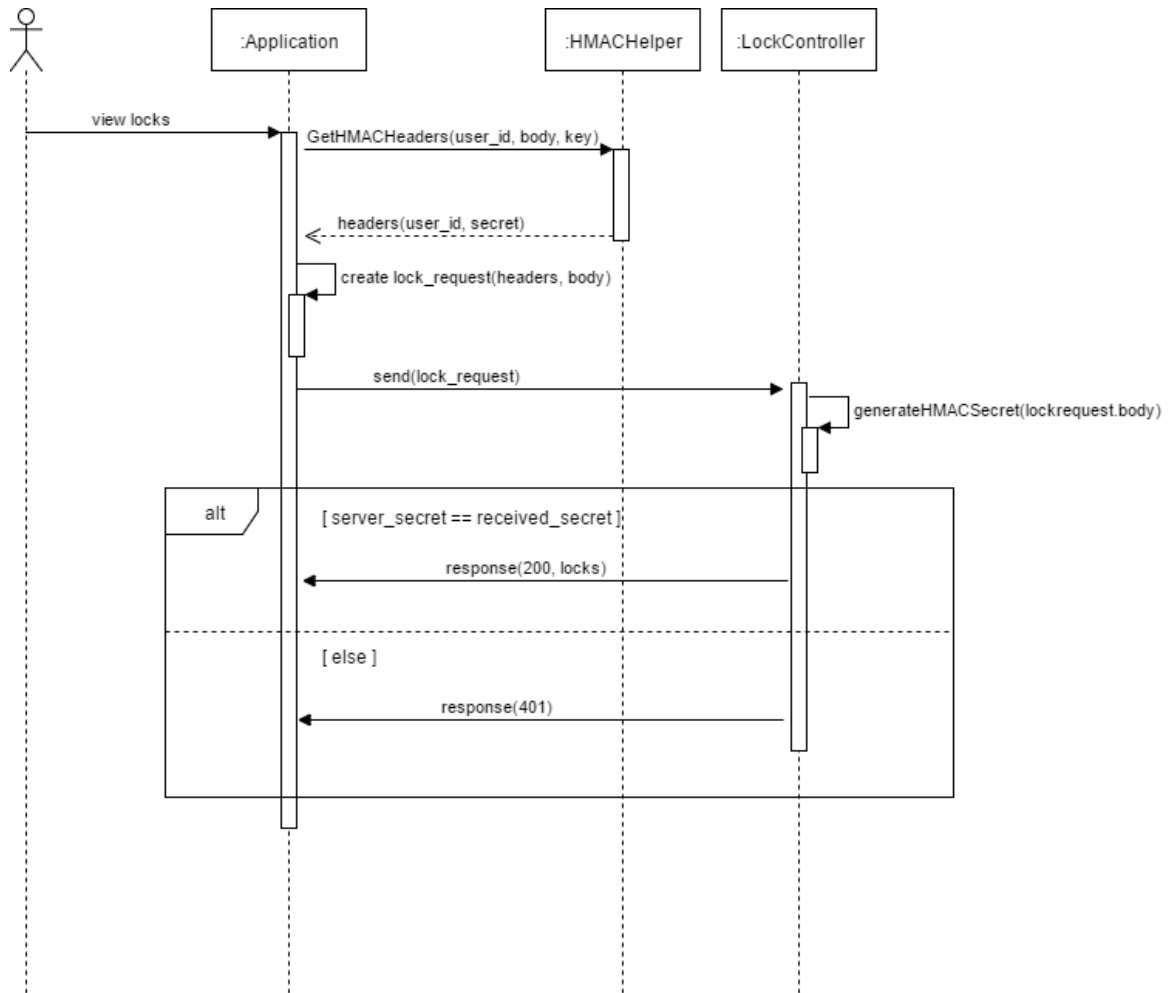 :Application
:HMACHelper
:LockController
view locks
GetHMACHeaders(user_id, body, key)
headers(user_id, secret)
create lock_request(headers, body)
send(lock_request)
generateHMACSecret(lockrequest.body)
alt
[ server_secret == received_secret ]
response(200, locks)
[ else ]
response(401)